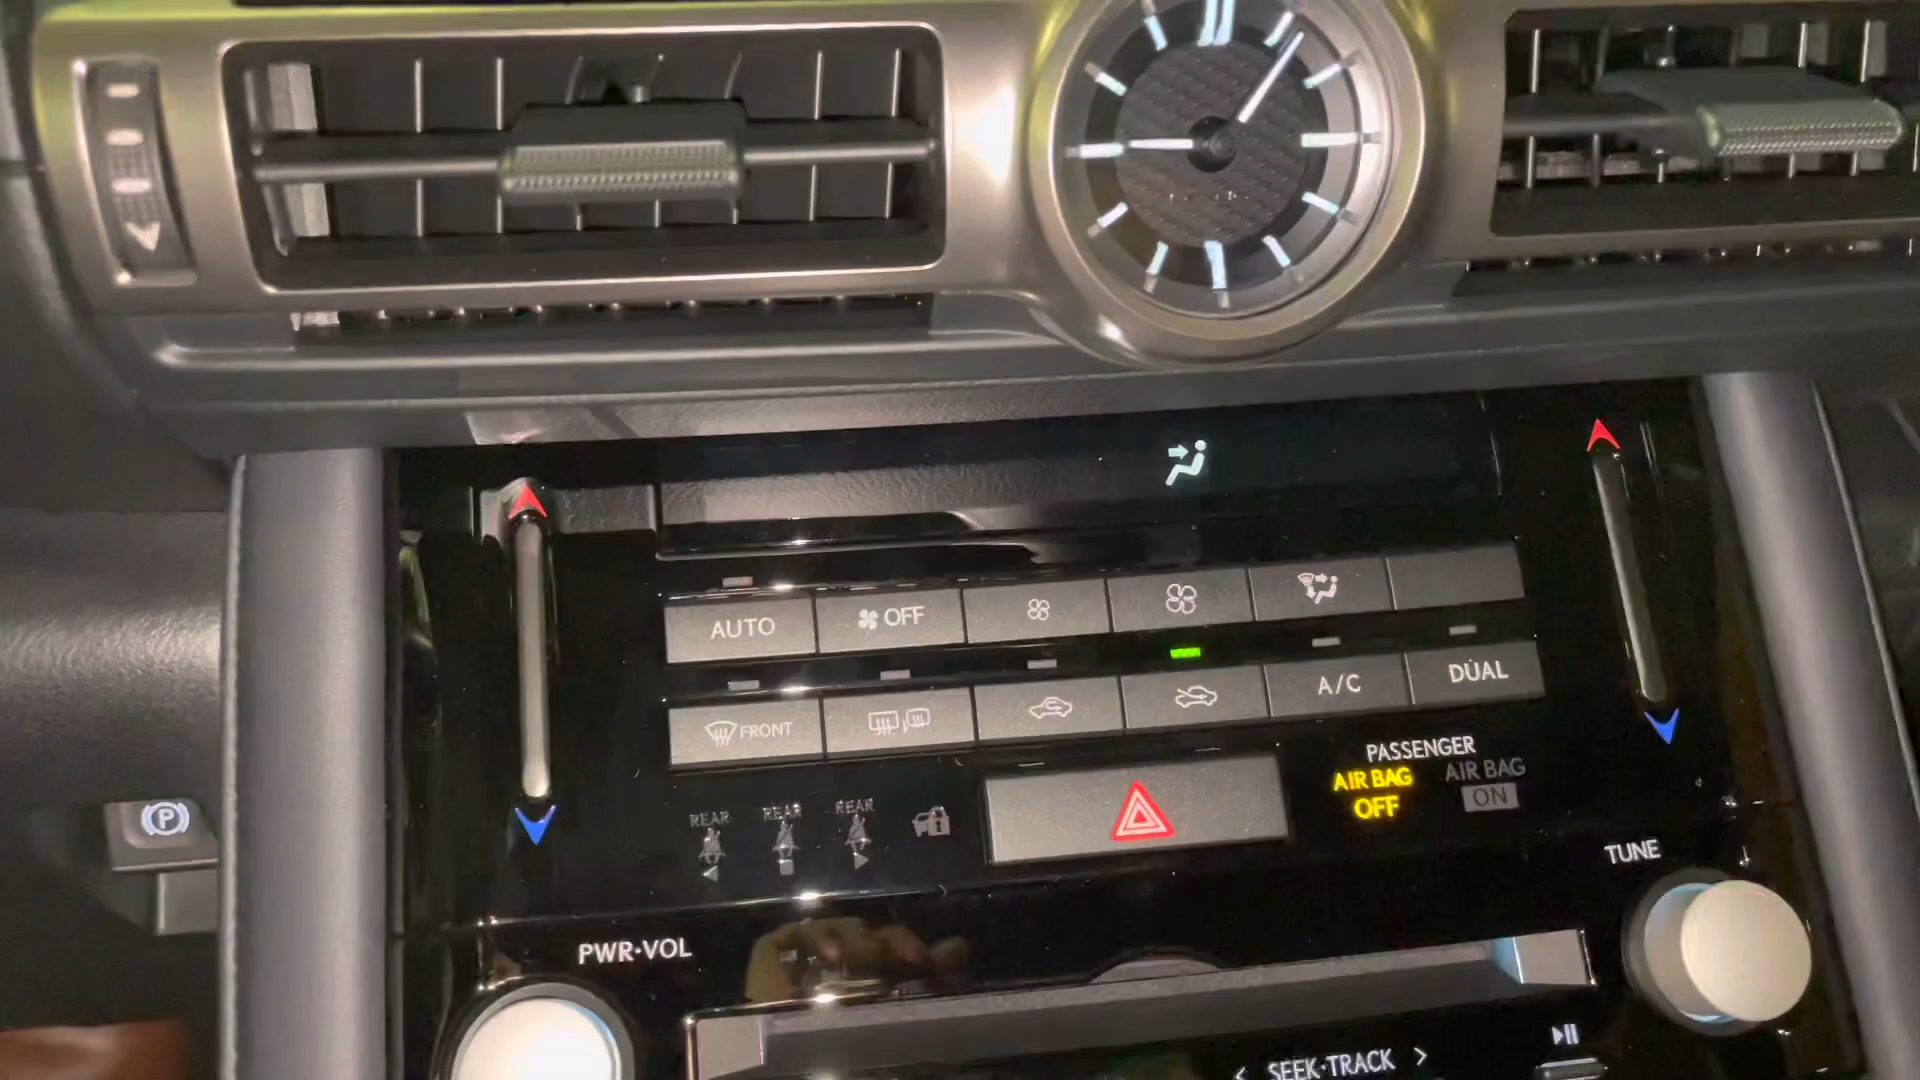 AUTO
OFF
FRONT
A/C
DUAL
PASSENGER
AIR BAG
OFF
AIR BAG
ON
REAR
REAR
REAR
P
TUNE
PWR•VOL
< SEEK•TRACK >